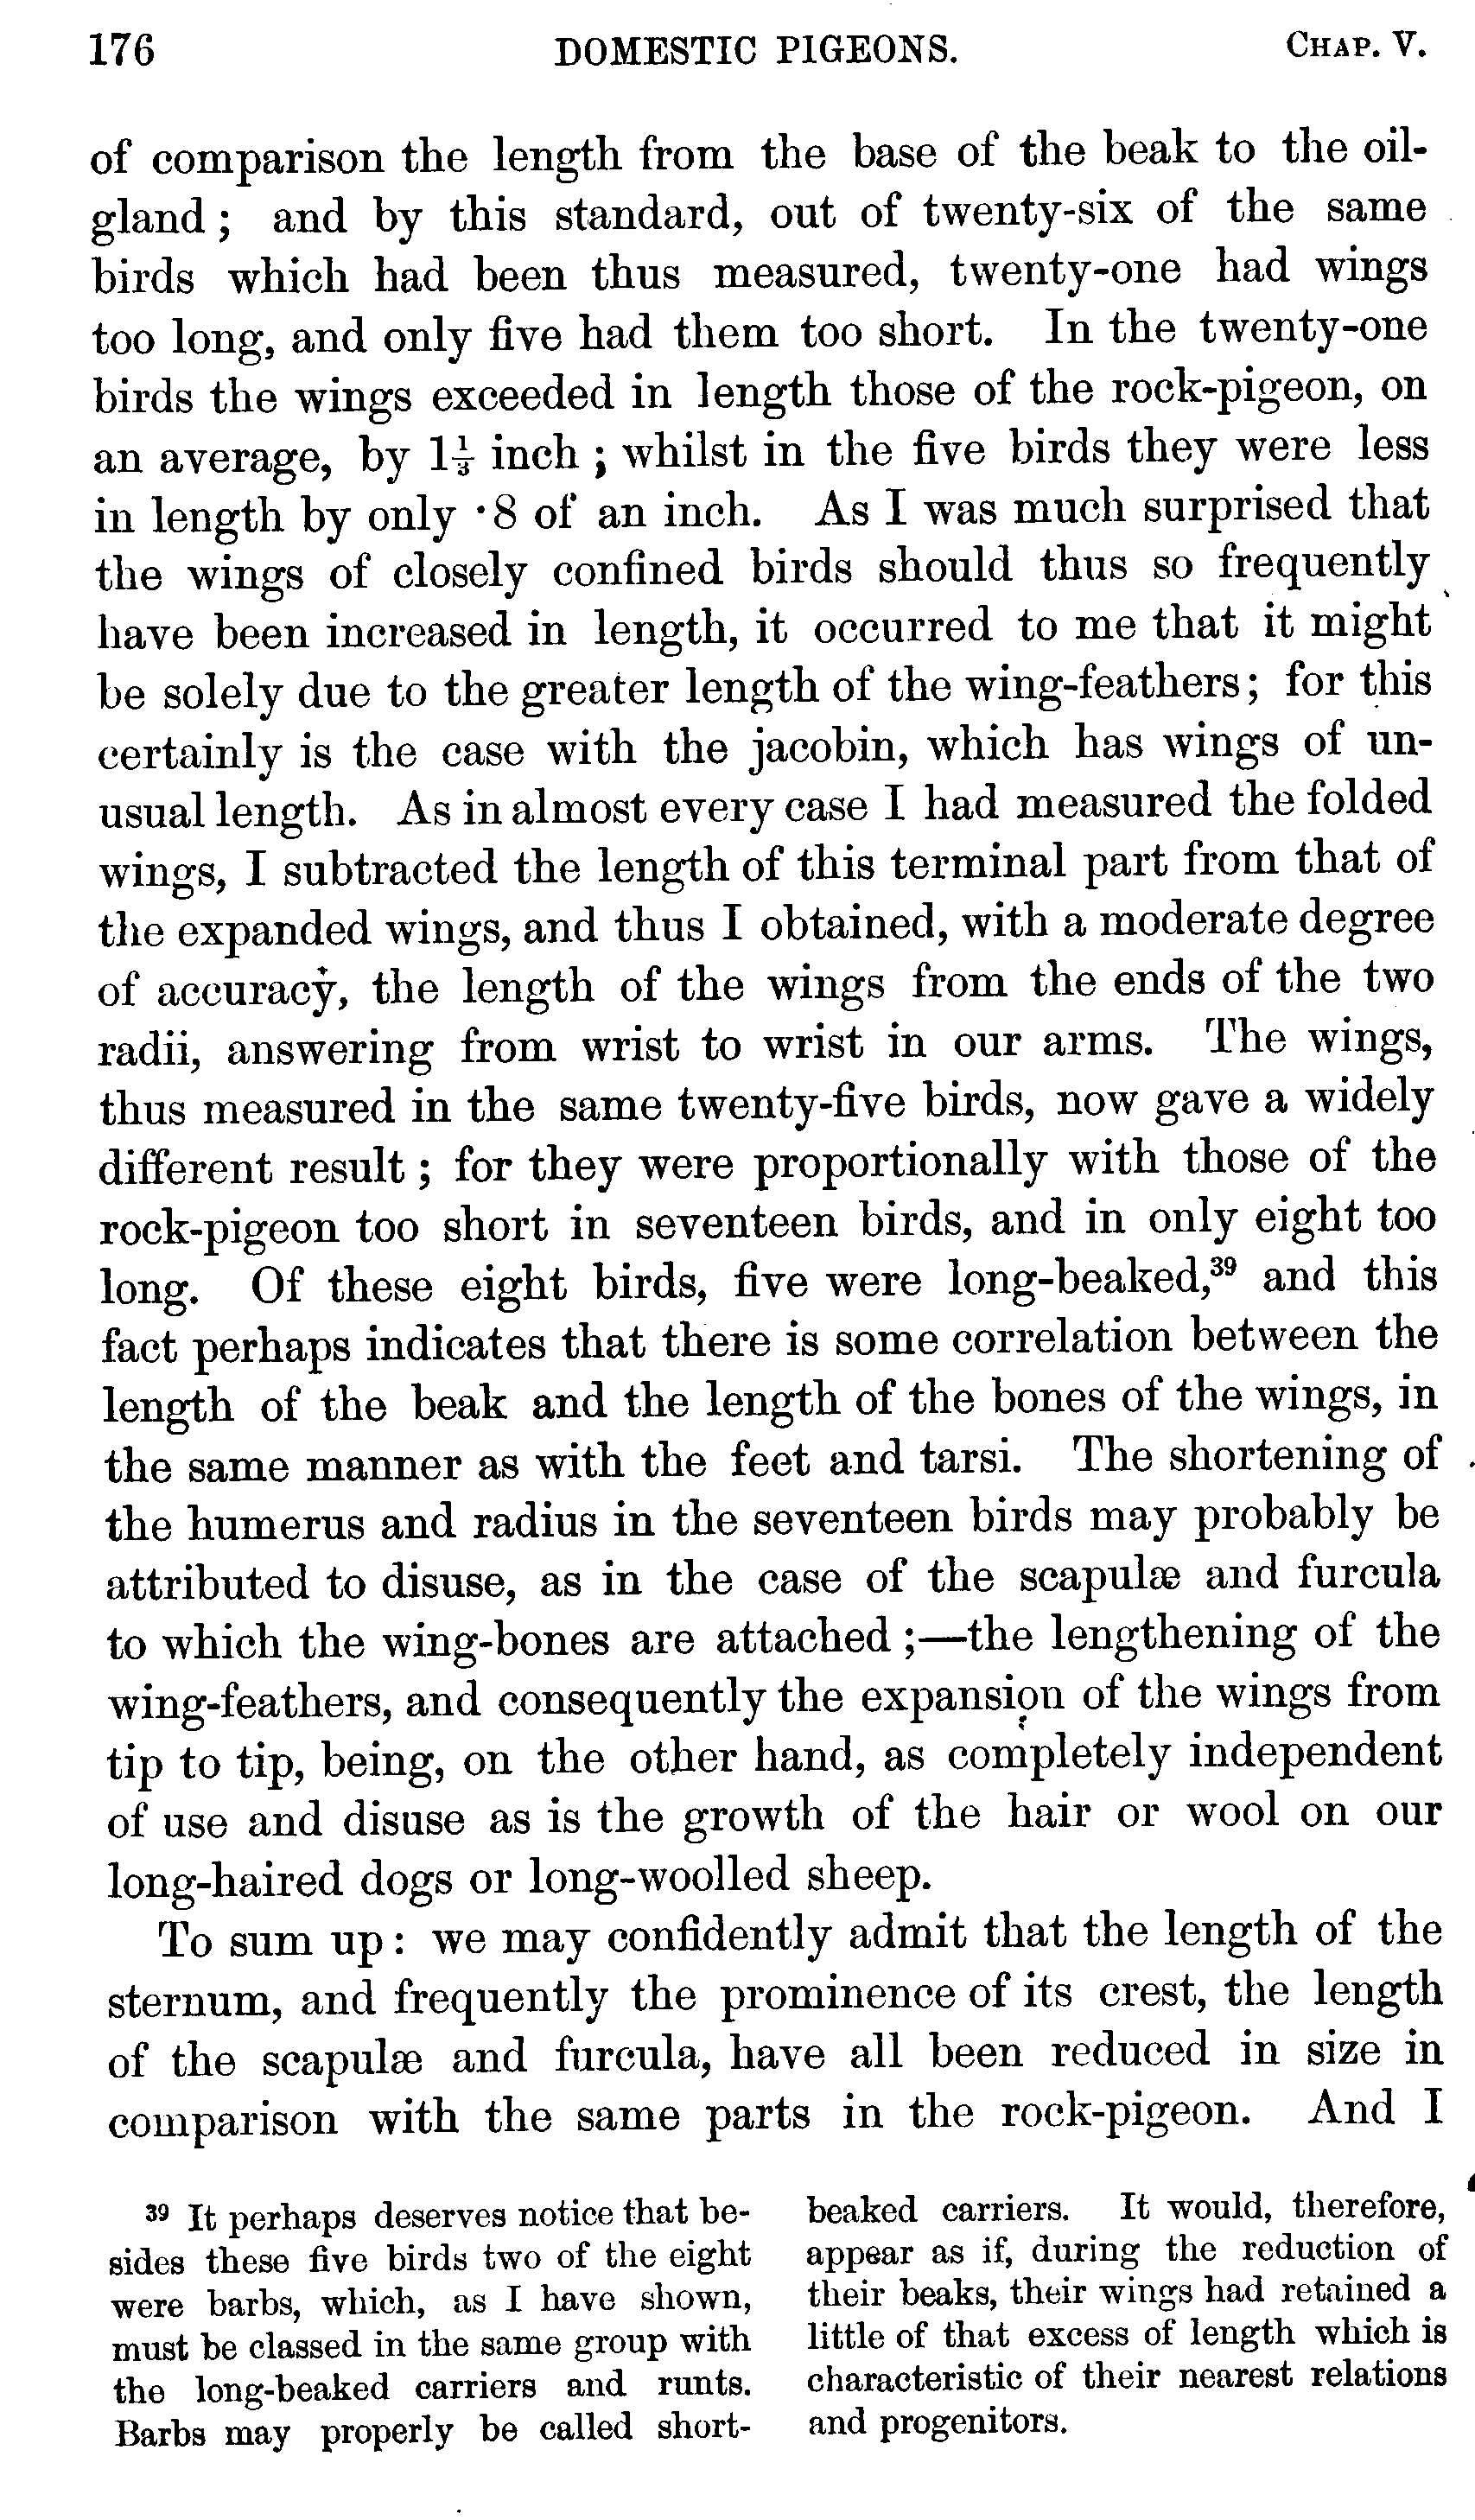 176 DOMESTIC PIGEONS. CHAP. V.
of comparison the length from the base of the beak to the oil-
gland ; and by this standard, out of twenty-six of the same
birds which had been thus measured, twenty-one had wings
too long, and only five had them too short. In the twenty-one
birds the wings exceeded in length those of the rock-pigeon, on
an average, by 1⅓ inch ; whilst in the five birds they were less
in length by only ·8 of an inch. As I was much surprised that
the wings of closely confined birds should thus so frequently
have been increased in length, it occurred to me that it might
be solely due to the greater length of the wing-feathers; for this
certainly is the case with the jacobin, which has wings of un-
usual length. As in almost every case I had measured the folded
wings, I subtracted the length of this terminal part from that of
the expanded wings, and thus I obtained, with a moderate degree
of accuracy, the length of the wings from the ends of the two
radii, answering from wrist to wrist in our arms. The wings,
thus measured in the same twenty-five birds, now gave a widely
different result ; for they were proportionally with those of the
rock-pigeon too short in seventeen birds, and in only eight too
long. Of these eight birds, five were long-beaked,³⁹ and this
fact perhaps indicates that there is some correlation between the
length of the beak and the length of the bones of the wings, in
the same manner as with the feet and tarsi. The shortening of
the humerus and radius in the seventeen birds may probably be
attributed to disuse, as in the case of the scapulæ and furcula
to which the wing-bones are attached ;—the lengthening of the
wing-feathers, and consequently the expansion of the wings from
tip to tip, being, on the other hand, as completely independent
of use and disuse as is the growth of the hair or wool on our
long-haired dogs or long-woolled sheep.
To sum up : we may confidently admit that the length of the
sternum, and frequently the prominence of its crest, the length
of the scapulæ and furcula, have all been reduced in size in
comparison with the same parts in the rock-pigeon. And I
³⁹ It perhaps deserves notice that be-
sides these five birds two of the eight
were barbs, which, as I have shown,
must be classed in the same group with
the long-beaked carriers and runts.
Barbs may properly be called short-
beaked carriers. It would, therefore,
appear as if, during the reduction of
their beaks, their wings had retained a
little of that excess of length which is
characteristic of their nearest relations
and progenitors.